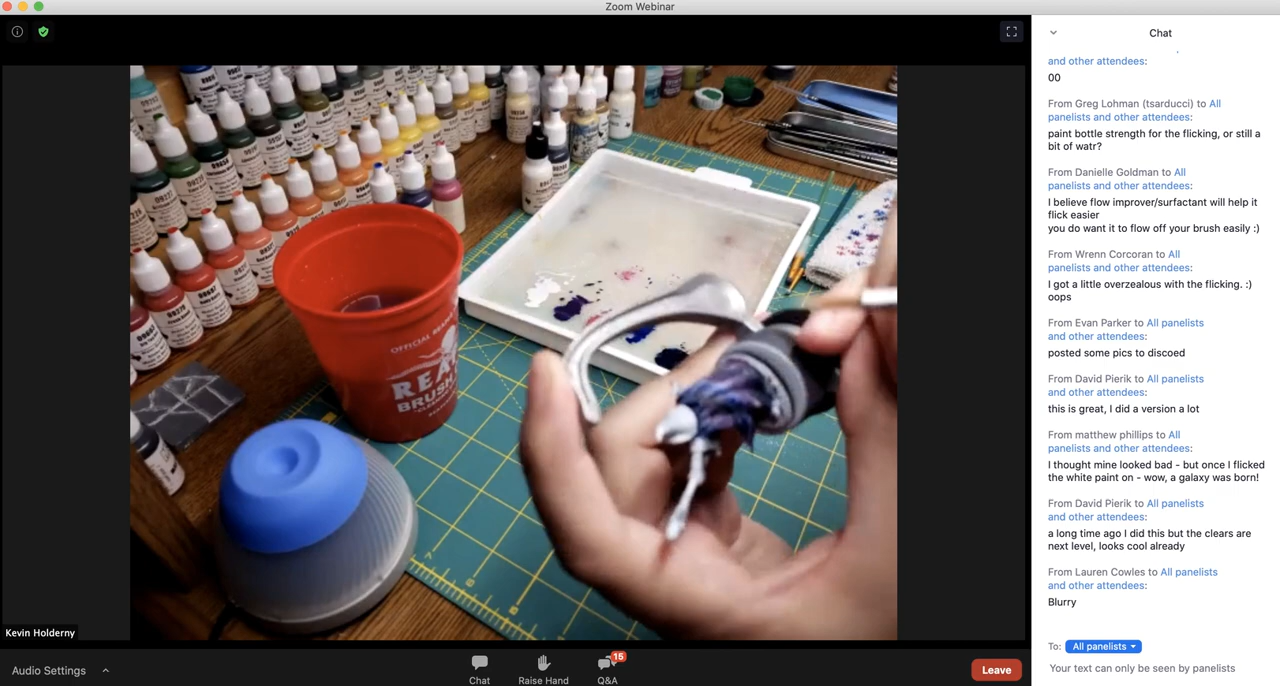 Zoom Webinar
Chat
and other attendees:
00
From Greg Lohman (tsarducci) to All
panelists and other attendees:
paint bottle strength for the flicking, or still a
bit of watr?
From Danielle Goldman to All
panelists and other attendees:
I believe flow improver/surfactant will help it
flick easier
you do want it to flow off your brush easily :)
From Wrenn Corcoran to All
panelists and other attendees:
I got a little overzealous with the flicking. :)
oops
From Evan Parker to All panelists
and other attendees:
posted some pics to discoed
From David Pierik to All panelists
and other attendees:
this is great, I did a version a lot
From matthew phillips to All
panelists and other attendees:
I thought mine looked bad - but once I flicked
the white paint on - wow, a galaxy was born!
From David Pierik to All panelists
and other attendees:
a long time ago I did this but the clears are
next level, looks cool already
From Lauren Cowles to All panelists
and other attendees:
Blurry
To: All panelists
Your text can only be seen by panelists
OFFICIAL
REA
BRUSH
Kevin Holderny
Audio Settings
Chat
Raise Hand
15
Q&A
Leave